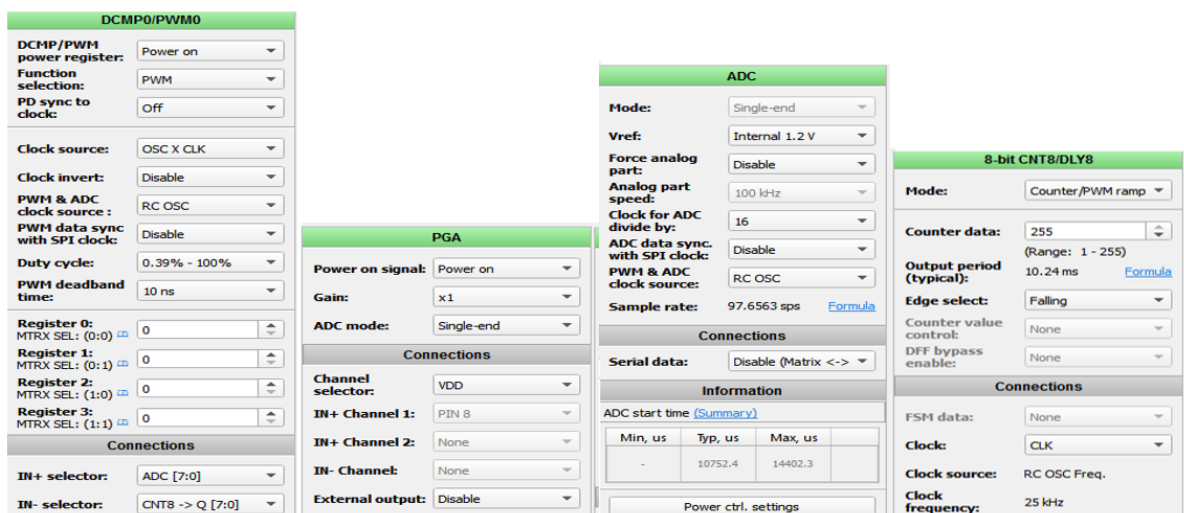 DCMP0/PWM0
DCMP/PWM
power register:
Power on
Function
selection:
PWM
PD sync to
clock:
Off
Clock source:
OSC X CLK
Clock invert:
Disable
PWM & ADC
clock source :
RC OSC
PWM data sync
with SPI clock:
Disable
Duty cycle:
0.39% - 100%
PWM deadband
time:
10 ns
Register 0:
MTRX SEL: (0:0)
0
Register 1:
MTRX SEL: (0:1)
0
Register 2:
MTRX SEL: (1:0)
0
Register 3:
MTRX SEL: (1:1)
0
Connections
IN+ selector:
ADC [7:0]
IN- selector:
CNT8 -> Q [7:0]
PGA
Power on signal:
Power on
Gain:
x1
ADC mode:
Single-end
Connections
Channel
selector:
VDD
IN+ Channel 1:
PIN 8
IN+ Channel 2:
None
IN- Channel:
None
External output:
Disable
ADC
Mode:
Single-end
Vref:
Internal 1.2 V
Force analog
part:
Disable
Analog part
speed:
100 kHz
Clock for ADC
divide by:
16
ADC data sync.
with SPI clock:
Disable
PWM & ADC
clock source:
RC OSC
Sample rate:
97.6563 sps
Formula
Connections
Serial data:
Disable (Matrix <->
Information
ADC start time (Summary)
Min, us Typ, us Max, us
- 10752.4 14402.3
Power ctrl. settings
8-bit CNT8/DLY8
Mode:
Counter/PWM ramp
Counter data:
255
(Range: 1 - 255)
Output period
(typical):
10.24 ms
Formula
Edge select:
Falling
Counter value
control:
None
DFF bypass
enable:
None
Connections
FSM data:
None
Clock:
CLK
Clock source:
RC OSC Freq.
Clock
frequency:
25 kHz